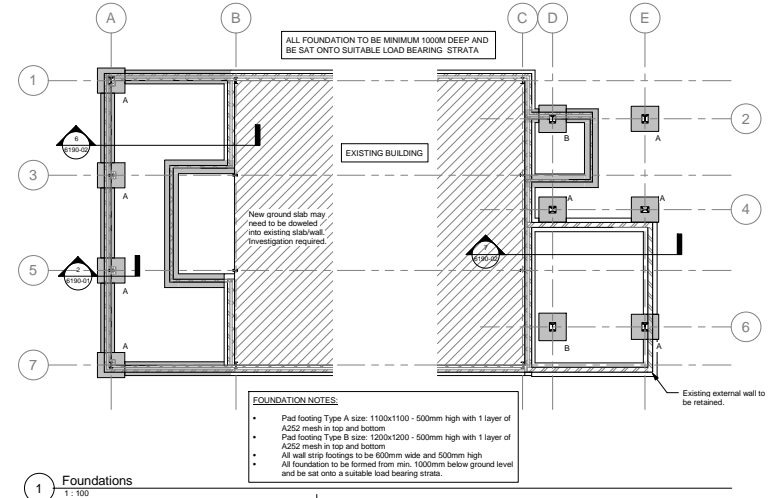 A
B
C
D
E
ALL FOUNDATION TO BE MINIMUM 1000M DEEP AND
BE SAT ONTO SUITABLE LOAD BEARING STRATA
1
A
2
B
A
6
6190-02
EXISTING BUILDING
3
A
A
A
4
New ground slab may
need to be doweled
into existing slab/wall.
Investigation required.
7
6190-02
5
2
6190-01
A
6
B
A
A
7
Existing external wall to
be retained.
FOUNDATION NOTES:
• Pad footing Type A size: 1100x1100 - 500mm high with 1 layer of
A252 mesh in top and bottom
• Pad footing Type B size: 1200x1200 - 500mm high with 1 layer of
A252 mesh in top and bottom
• All wall strip footings to be 600mm wide and 500mm high
• All foundation to be formed from min. 1000mm below ground level
and be sat onto a suitable load bearing strata.
1
Foundations
1 : 100